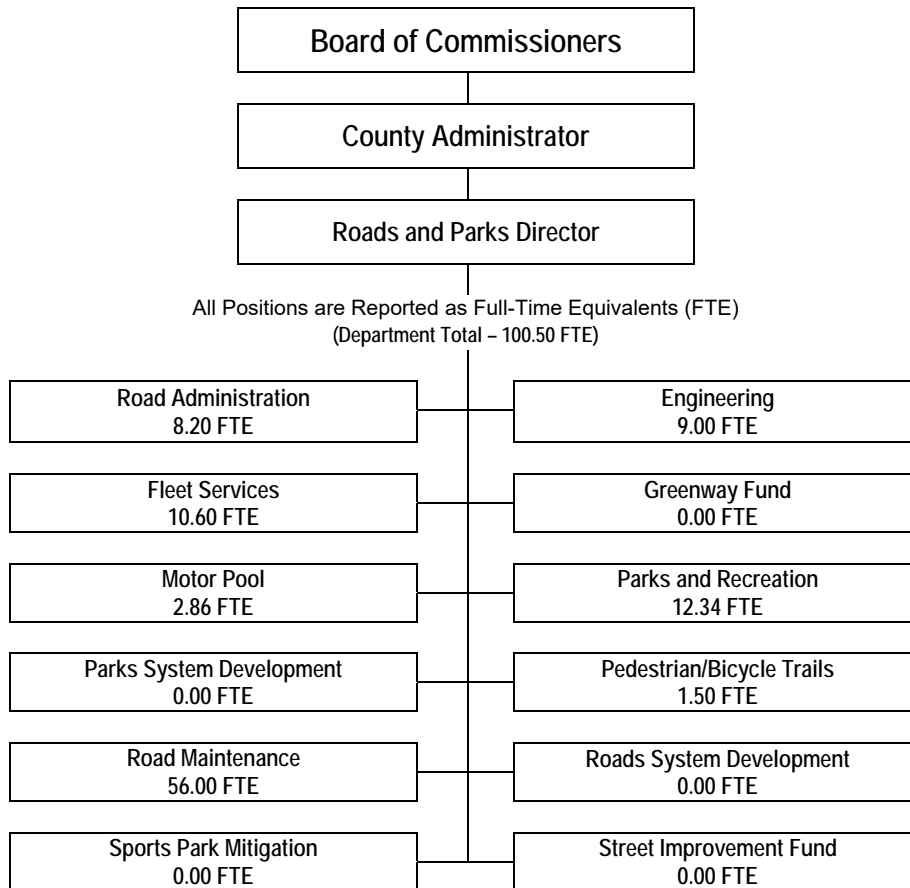 Board of Commissioners
County Administrator
Roads and Parks Director
All Positions are Reported as Full-Time Equivalents (FTE)
(Department Total – 100.50 FTE)
Road Administration
8.20 FTE
Engineering
9.00 FTE
Fleet Services
10.60 FTE
Greenway Fund
0.00 FTE
Motor Pool
2.86 FTE
Parks and Recreation
12.34 FTE
Parks System Development
0.00 FTE
Pedestrian/Bicycle Trails
1.50 FTE
Road Maintenance
56.00 FTE
Roads System Development
0.00 FTE
Sports Park Mitigation
0.00 FTE
Street Improvement Fund
0.00 FTE